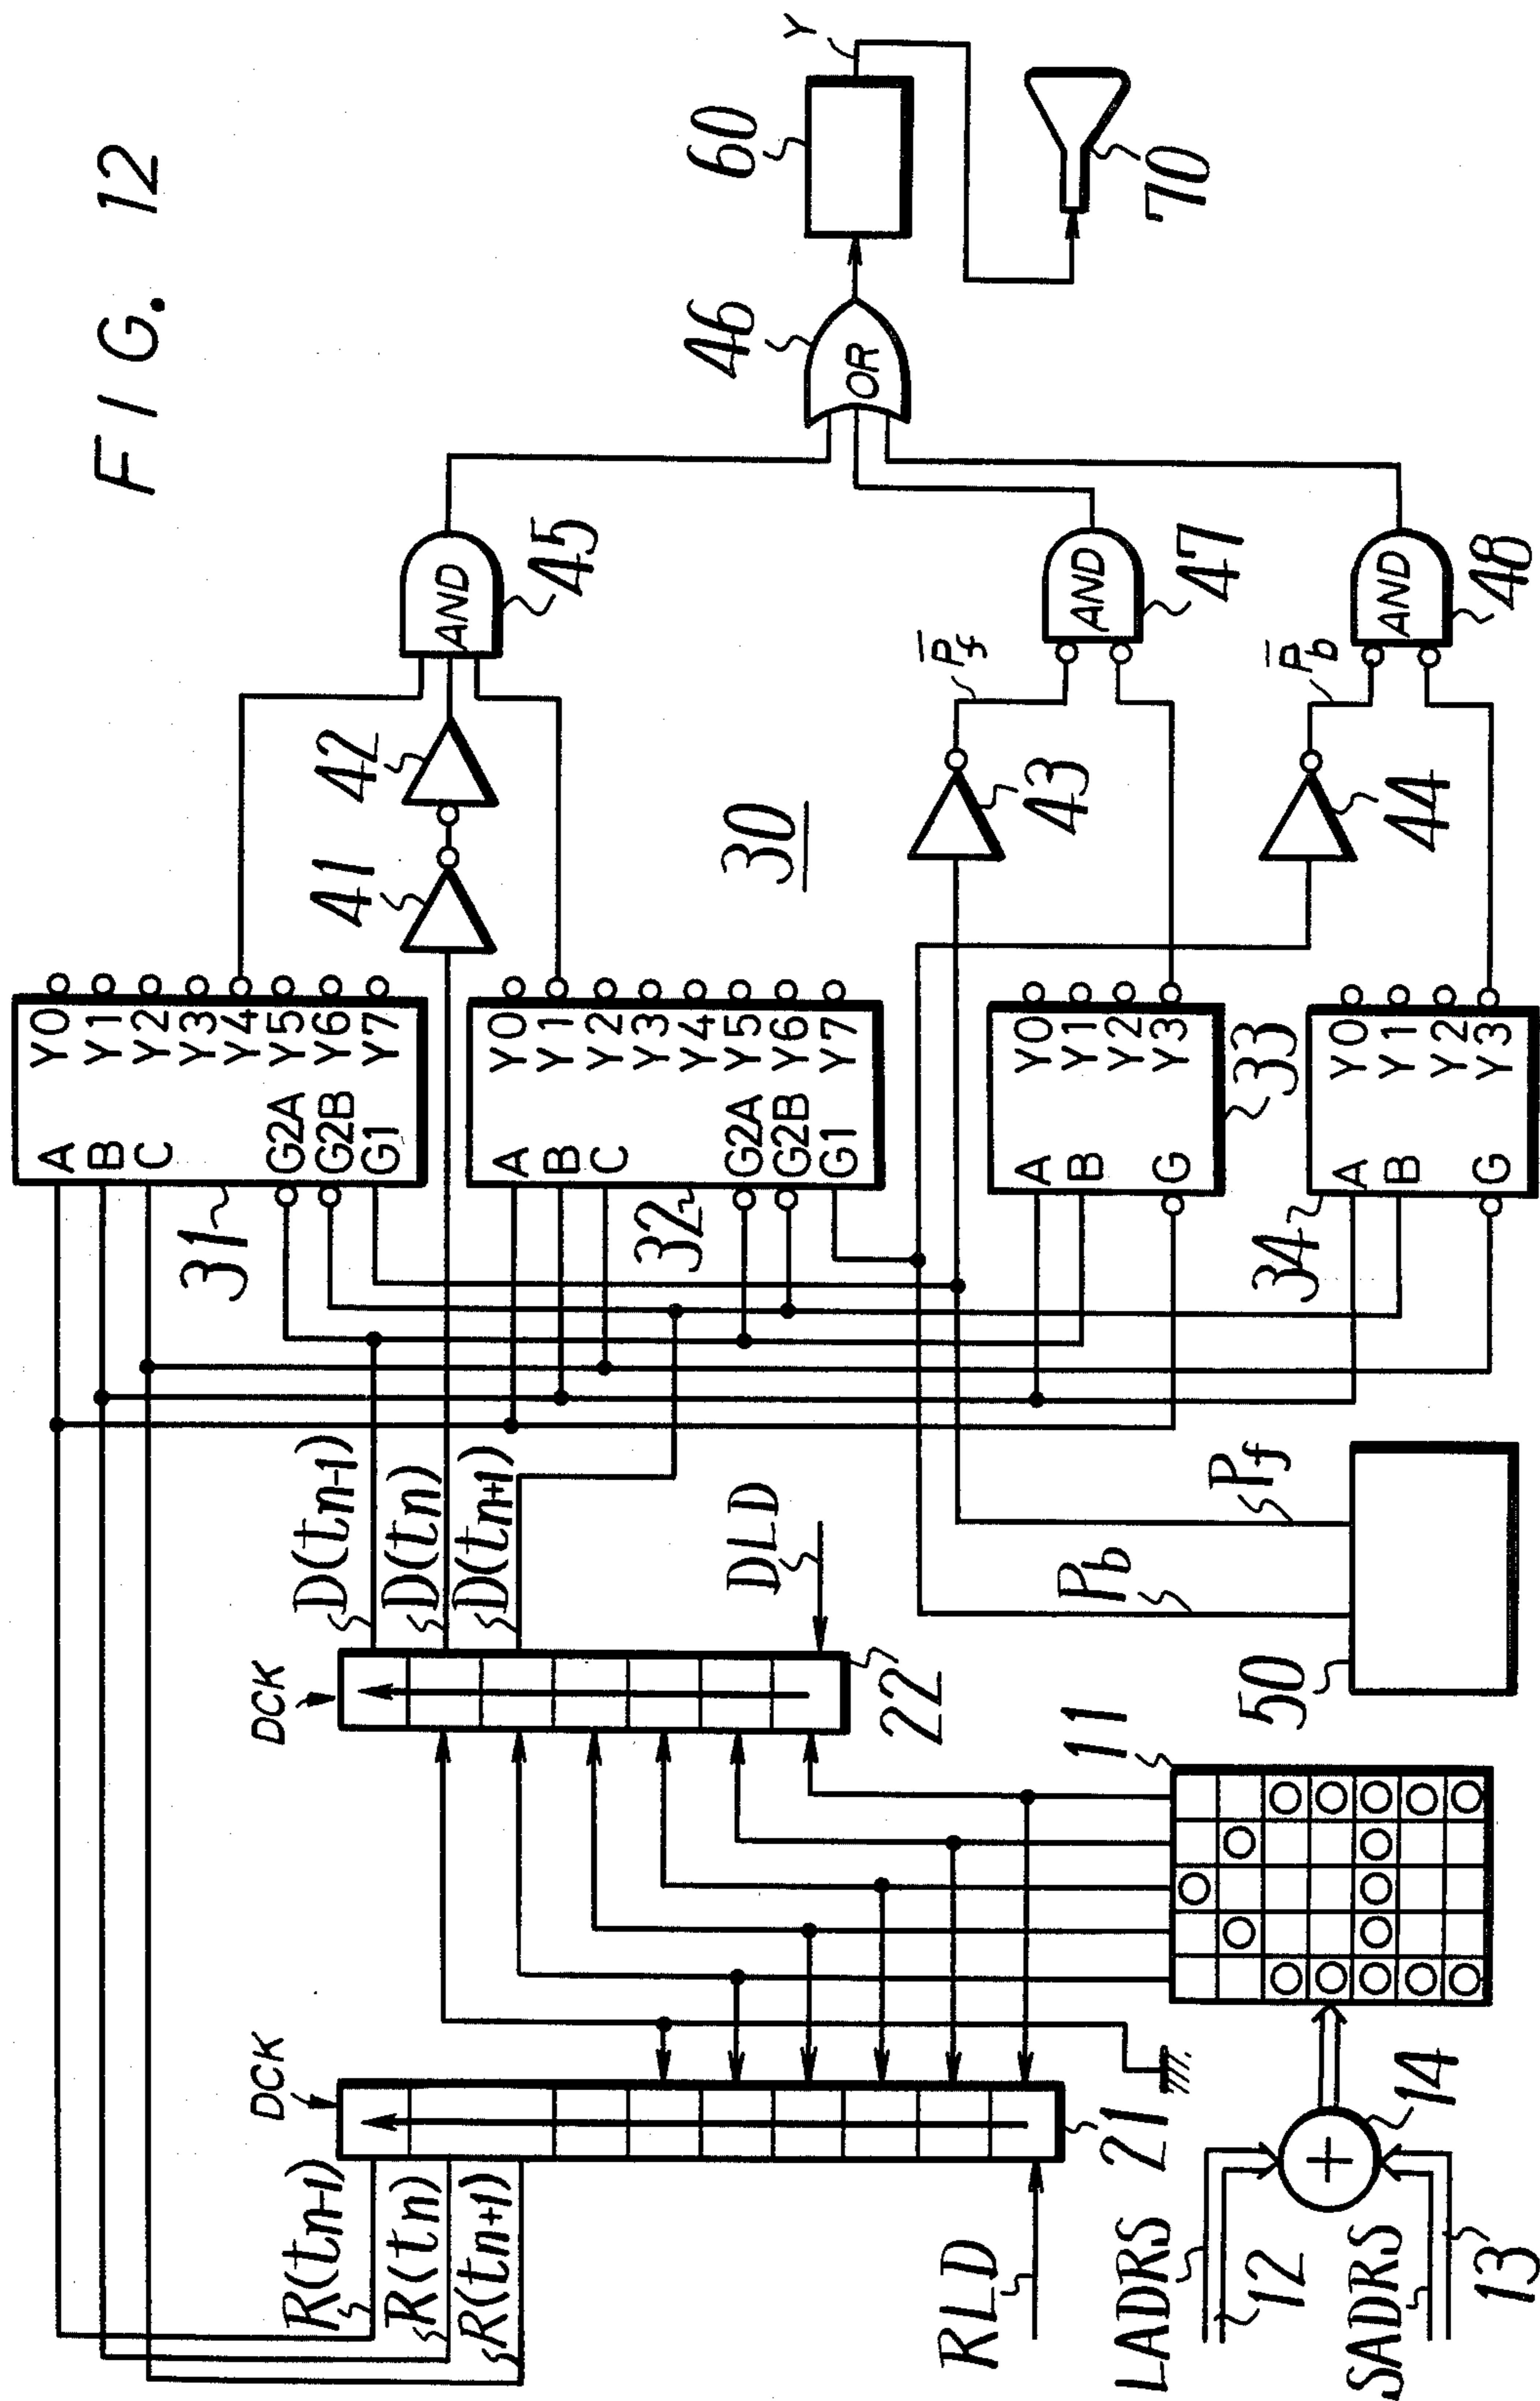 FIG. 12
R(tn-1)
R(tn)
R(tn+1)
DCK
RLD
21
LADRS
12
SADRS
13
14
11
DCK
D(tn-1)
D(tn)
D(tn+1)
DLD
22
50
Pb
Pf
31
A
B
C
G2A
G2B
G1
Y0
Y1
Y2
Y3
Y4
Y5
Y6
Y7
32
A
B
C
G2A
G2B
G1
Y0
Y1
Y2
Y3
Y4
Y5
Y6
Y7
33
A
B
G
Y0
Y1
Y2
Y3
34
A
B
G
Y0
Y1
Y2
Y3
30
41
42
43
44
P̅f
P̅b
AND
45
AND
47
AND
48
OR
46
60
Y
70